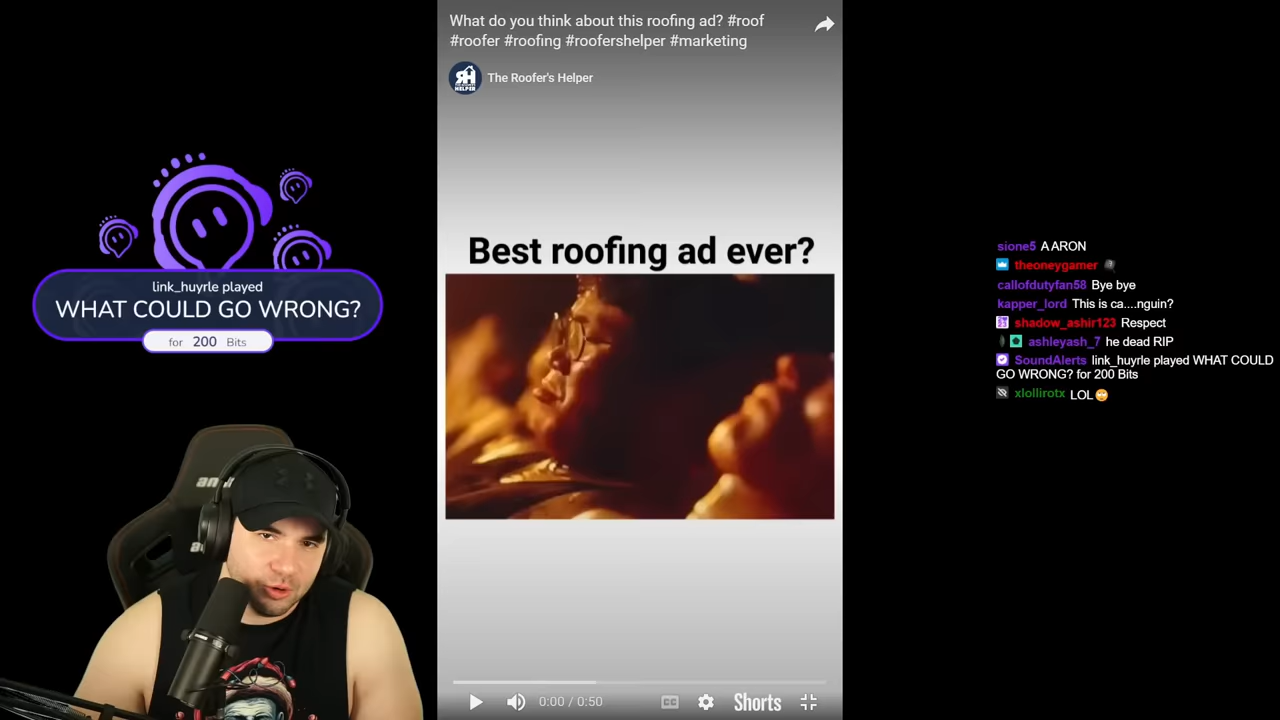 What do you think about this roofing ad? #roof
#roofer #roofing #roofershelper #marketing
RH
HELPER
The Roofer's Helper
Best roofing ad ever?
link_huyrle played
WHAT COULD GO WRONG?
for 200 Bits
sione5 A ARON
theoneygamer
callofdutyfan58 Bye bye
kapper_lord This is ca....nguin?
shadow_ashir123 Respect
ashleyash_7 he dead RIP
SoundAlerts link_huyrle played WHAT COULD
GO WRONG? for 200 Bits
xlollirotx LOL🙄
0:00 / 0:50
CC
Shorts